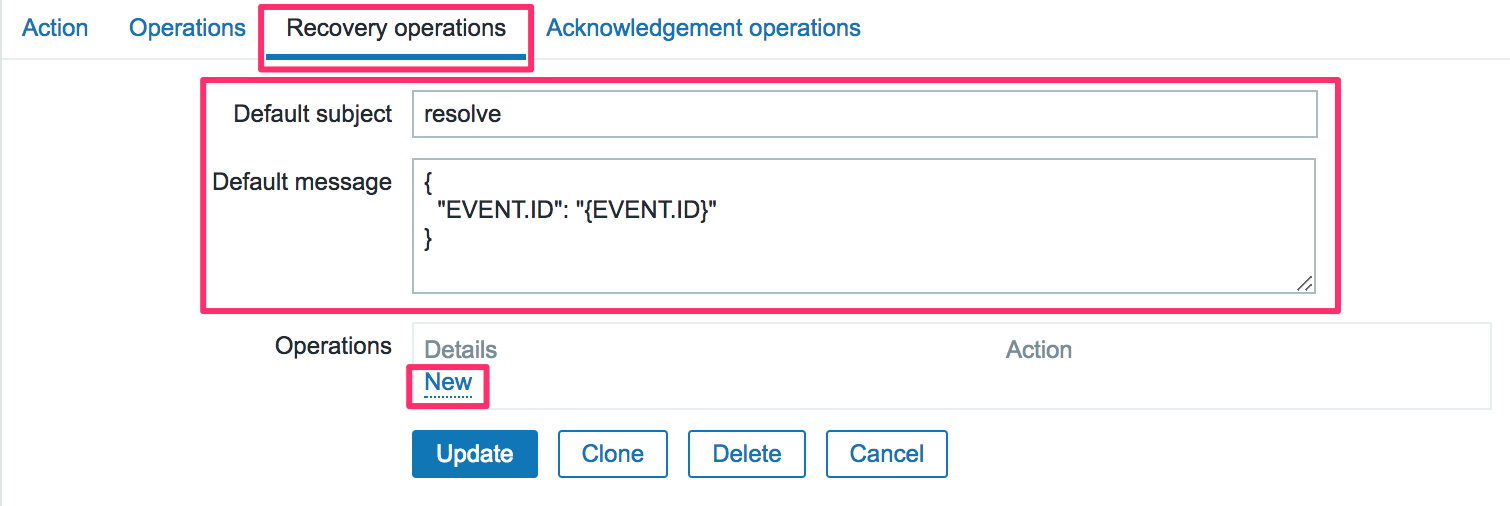 Action Operations Recovery operations Acknowledgement operations
Default subject resolve
Default message {
"EVENT.ID": "{EVENT.ID}"
}
Operations Details Action
New
Update Clone Delete Cancel